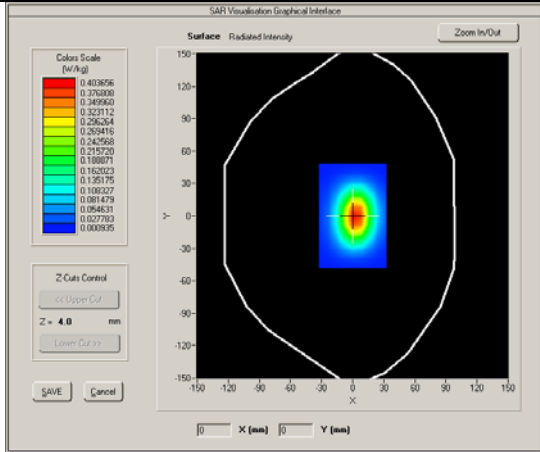 SAR Visualisation Graphical Interface
Surface Radiated Intensity
Zoom In/Out
Colors Scale
(W/kg)
0.403656
0.376808
0.349960
0.323112
0.296264
0.269416
0.242568
0.215720
0.188871
0.162023
0.135175
0.108327
0.081479
0.054631
0.027783
0.000935
Z-Cuts Control
<< Upper Cut
Z = 4.0 mm
Lower Cut >>
SAVE Cancel
Y
150
120
90
60
30
0
-30
-60
-90
-120
-150
-150 -120 -90 -60 -30 0 30 60 90 120 150
X
0 X (mm) 0 Y (mm)